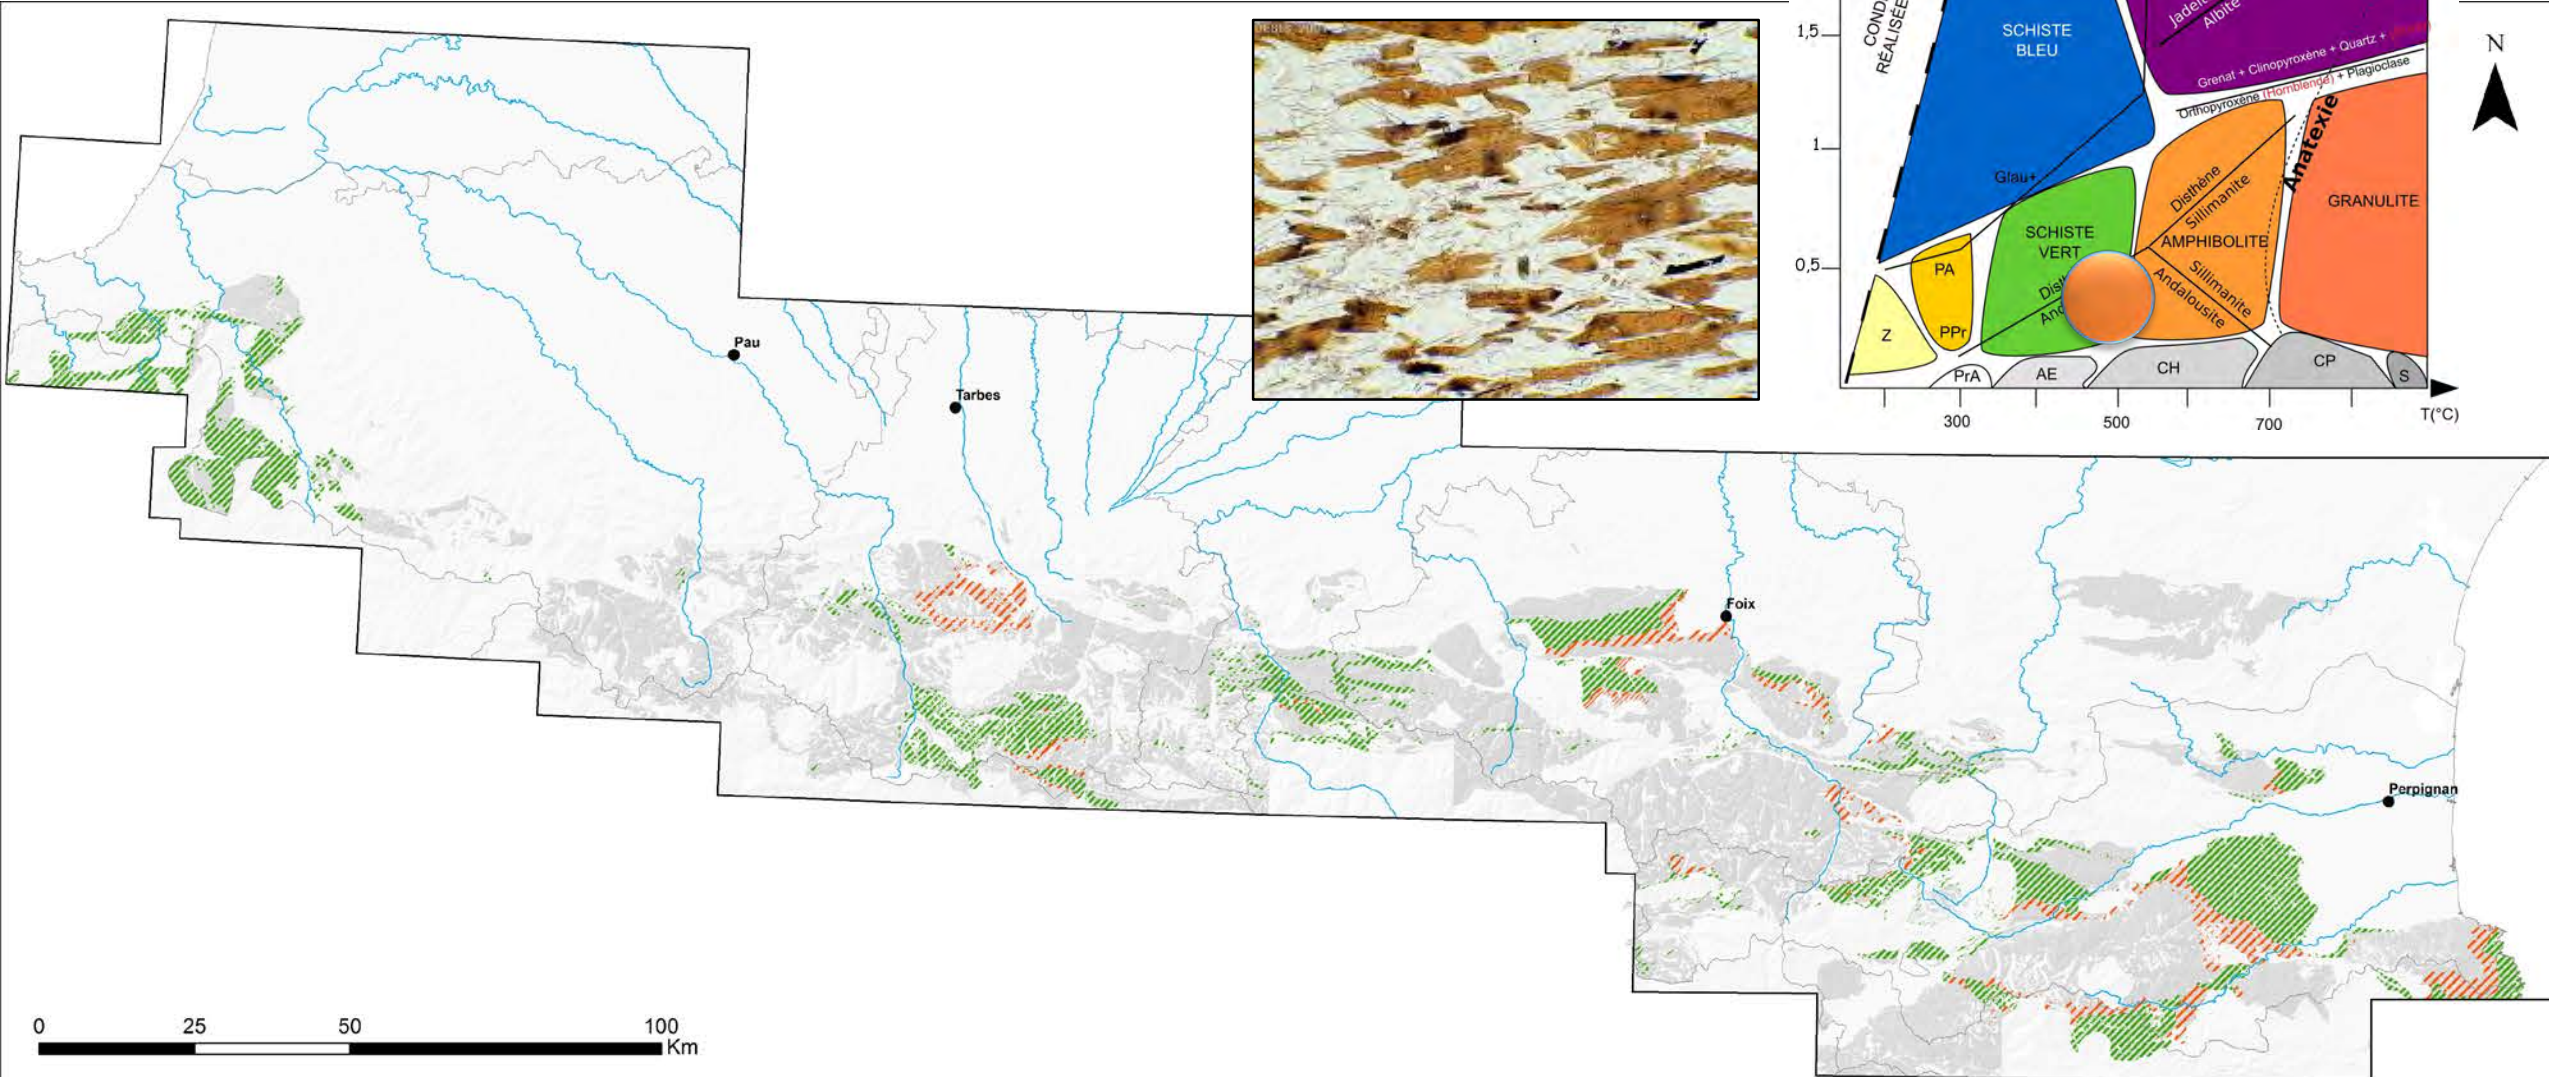 COND.
RÉALISÉE
1,5
1
0,5
SCHISTE
BLEU
Albite
Grenat + Clinopyroxène + Quartz +
Orthopyroxène (Hornblende) + Plagioclase
Anatexie
Glau+
Disthène
Sillimanite
GRANULITE
SCHISTE
VERT
AMPHIBOLITE
PA
Sillimanite
Andalousite
PPr
Z
PrA
AE
CH
CP
S
300
500
700
T(°C)
N
Pau
Tarbes
Foix
Perpignan
0
25
50
100
Km